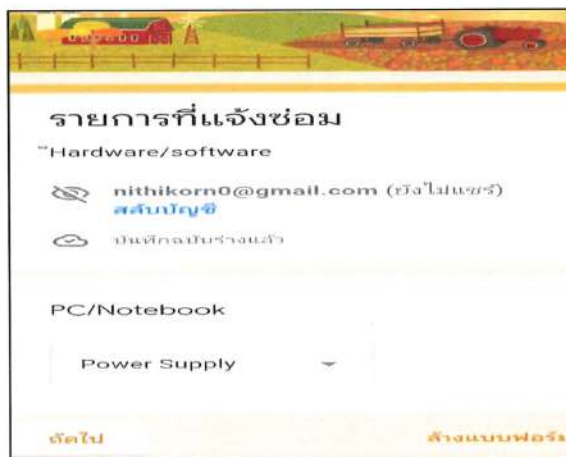 รายการที่แจ้งซ่อม
Hardware/software
nithikorn0@gmail.com (ยังไม่แชร์)
สลับบัญชี
บันทึกฉบับร่างแล้ว
PC/Notebook
Power Supply
ถัดไป
ล้างแบบฟอร์ม